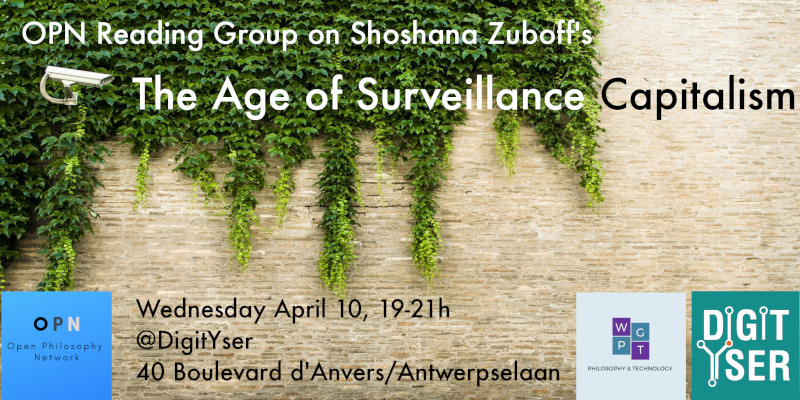 OPN Reading Group on Shoshana Zuboff's
The Age of Surveillance Capitalism
Wednesday April 10, 19-21h
@DigitYser
40 Boulevard d'Anvers/Antwerpselaan
OPN
Open Philosophy
Network
W G
P T
PHILOSOPHY & TECHNOLOGY
DIGIT
YSER